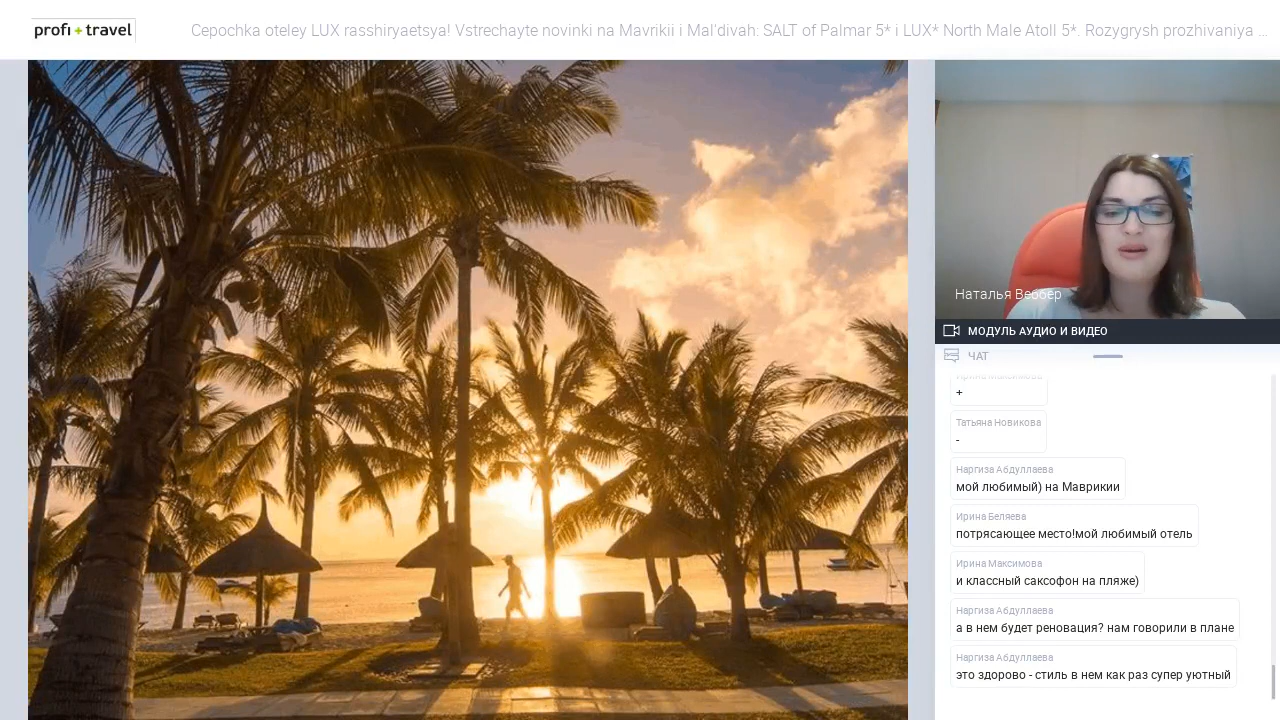 profi+travel
Cepochka oteley LUX rasshiryaetsya! Vstrechayte novinki na Mavrikii i Mal'divah: SALT of Palmar 5* i LUX* North Male Atoll 5*. Rozygrysh prozhivaniya ...
Наталья Веббер
МОДУЛЬ АУДИО И ВИДЕО
ЧАТ
Ирина Максимова
+
Татьяна Новикова
-
Наргиза Абдуллаева
мой любимый) на Маврикии
Ирина Беляева
потрясающее место!мой любимый отель
Ирина Максимова
и классный саксофон на пляже)
Наргиза Абдуллаева
а в нем будет реновация? нам говорили в плане
Наргиза Абдуллаева
это здорово - стиль в нем как раз супер уютный